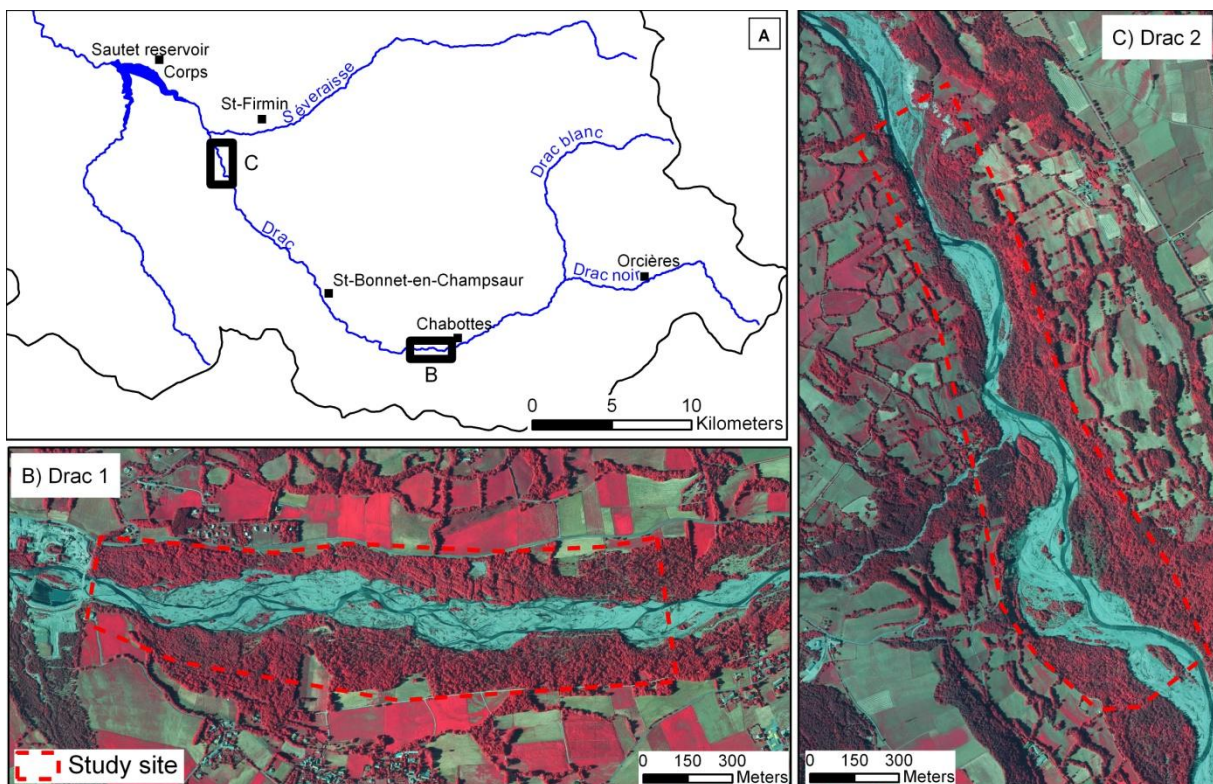 A
Sautet reservoir
Corps
St-Firmin
Séveraisse
Drac blanc
C
Drac
Orcières
Drac noir
St-Bonnet-en-Champsaur
Chabottes
B
0 5 10
Kilometers
B) Drac 1
Study site
0 150 300
Meters
C) Drac 2
0 150 300
Meters